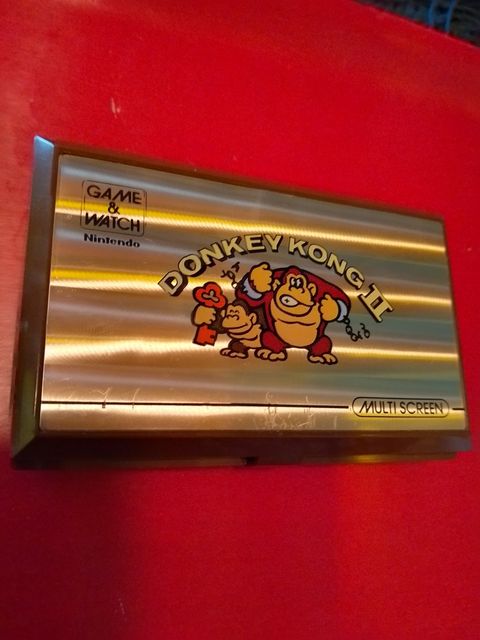 GAME
&
WATCH
Nintendo
DONKEY KONG II
MULTI SCREEN